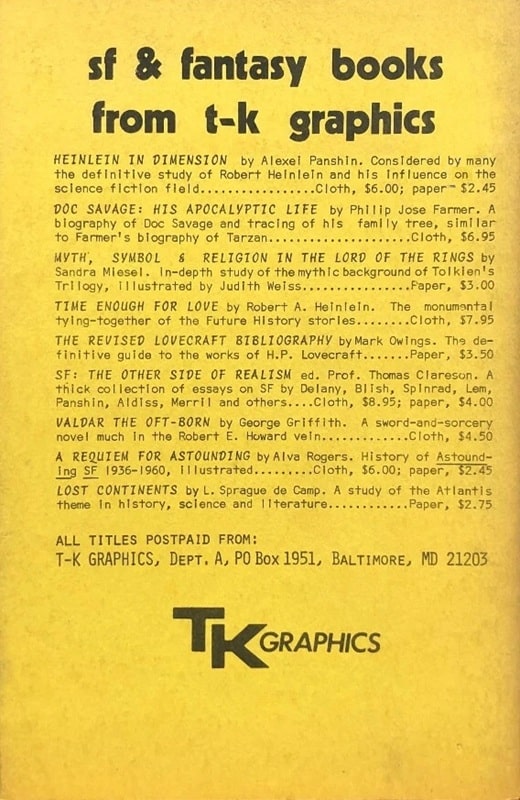 sf & fantasy books
from t-k graphics
HEINLEIN IN DIMENSION by Alexei Panshin. Considered by many
the definitive study of Robert Heinlein and his influence on the
science fiction field.................Cloth, $6.00; paper- $2.45
DOC SAVAGE: HIS APOCALYPTIC LIFE by Philip Jose Farmer. A
biography of Doc Savage and tracing of his family tree, similar
to Farmer's biography of Tarzan.....................Cloth, $6.95
MYTH, SYMBOL & RELIGION IN THE LORD OF THE RINGS by
Sandra Miesel. In-depth study of the mythic background of Tolkien's
Trilogy, illustrated by Judith Weiss................Paper, $3.00
TIME ENOUGH FOR LOVE by Robert A. Heinlein. The monumental
tying-together of the Future History stories........Cloth, $7.95
THE REVISED LOVECRAFT BIBLIOGRAPHY by Mark Owings. The de-
finitive guide to the works of H.P. Lovecraft.......Paper, $3.50
SF: THE OTHER SIDE OF REALISM ed. Prof. Thomas Clareson. A
thick collection of essays on SF by Delany, Blish, Spinrad, Lem,
Panshin, Aldiss, Merril and others....Cloth, $8.95; paper, $4.00
VALDAR THE OFT-BORN by George Griffith. A sword-and-sorcery
novel much in the Robert E. Howard vein.............Cloth, $4.50
A REQUIEM FOR ASTOUNDING by Alva Rogers. History of Astound-
ing SF 1936-1960, illustrated.........Cloth, $6.00; paper, $2.45
LOST CONTINENTS by L. Sprague de Camp. A study of the Atlantis
theme in history, science and literature............Paper, $2.75
ALL TITLES POSTPAID FROM:
T-K GRAPHICS, DEPT. A, PO BOX 1951, BALTIMORE, MD 21203
TK GRAPHICS